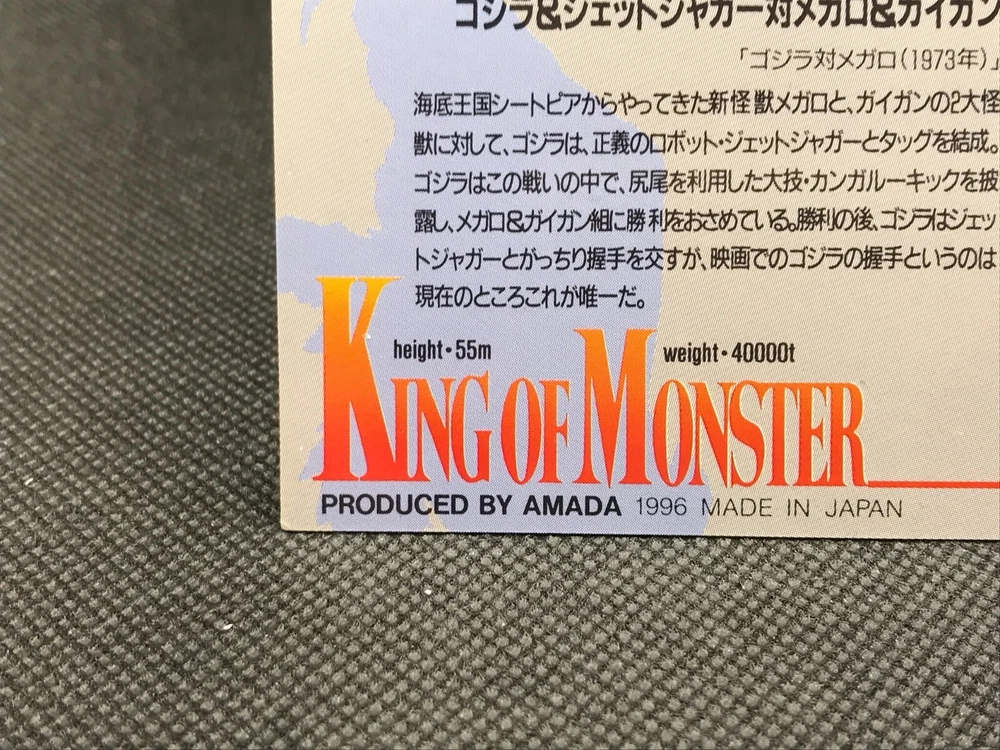 ゴジラ&ジェットジャガー対メガロ&ガイガン
「ゴジラ対メガロ(1973年)」
海底王国シートピアからやってきた新怪獣メガロと、ガイガンの2大怪
獣に対して、ゴジラは、正義のロボット・ジェットジャガーとタッグを結成。
ゴジラはこの戦いの中で、尻尾を利用した大技・カンガルーキックを披
露し、メガロ&ガイガン組に勝利をおさめている。勝利の後、ゴジラはジェッ
トジャガーとがっちり握手を交すが、映画でのゴジラの握手というのは
現在のところこれが唯一だ。
height・55m weight・40000t
KING OF MONSTER
PRODUCED BY AMADA 1996 MADE IN JAPAN